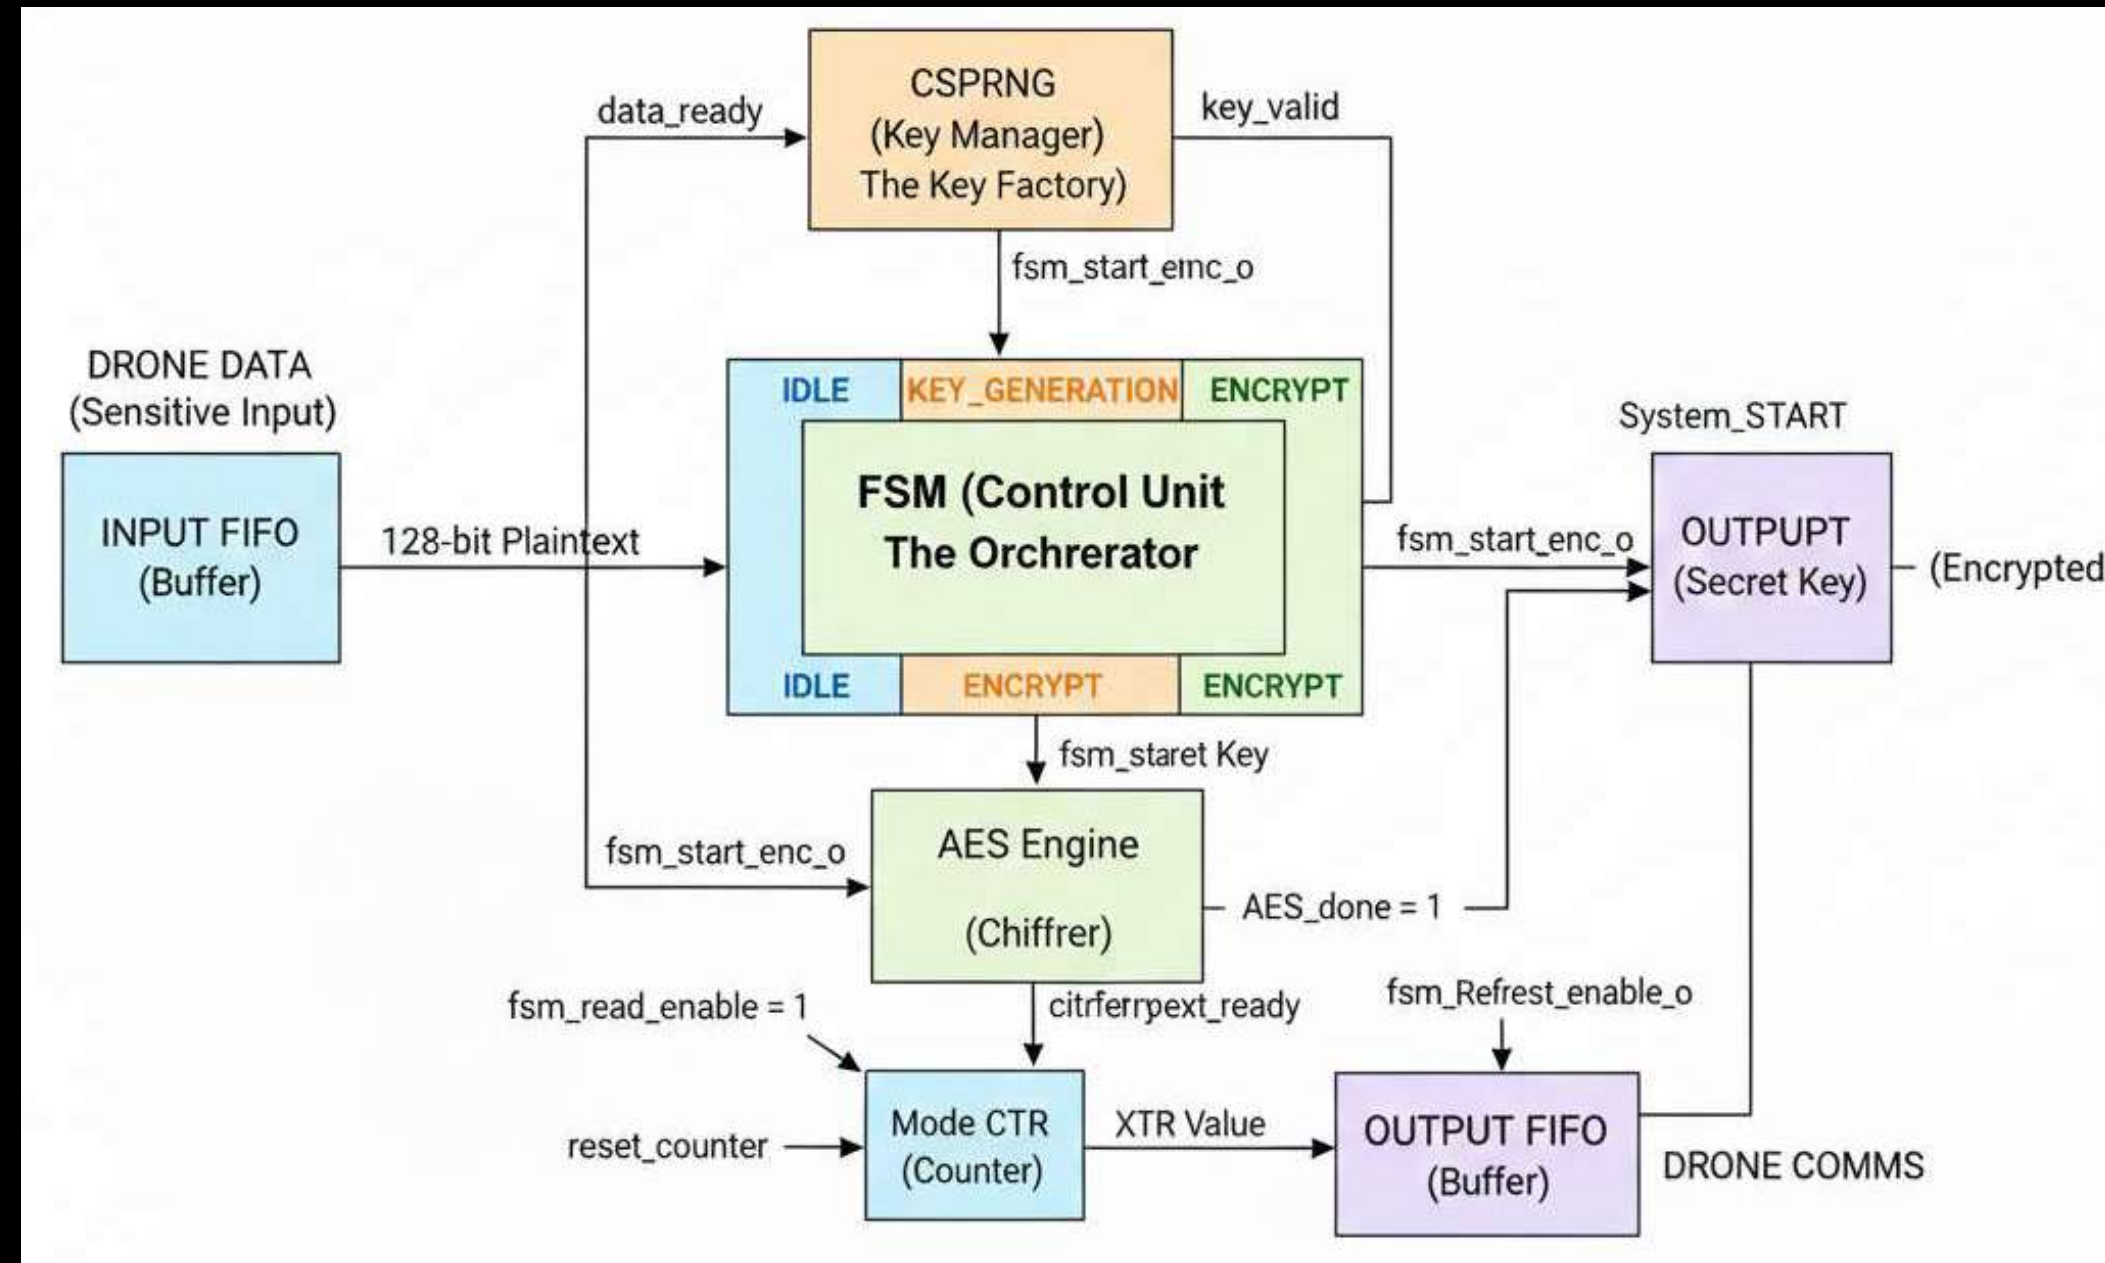 CSPRNG
(Key Manager)
The Key Factory)
data_ready
key_valid
fsm_start_emc_o
DRONE DATA
(Sensitive Input)
INPUT FIFO
(Buffer)
128-bit Plaintext
IDLE
KEY_GENERATION
ENCRYPT
FSM (Control Unit
The Orchrerator
IDLE
ENCRYPT
ENCRYPT
fsm_start_enc_o
System_START
OUTPUPT
(Secret Key)
(Encrypted
fsm_staret Key
fsm_start_enc_o
AES Engine
(Chiffrer)
AES_done = 1
fsm_read_enable = 1
citrferrpext_ready
fsm_Refrest_enable_o
reset_counter
Mode CTR
(Counter)
XTR Value
OUTPUT FIFO
(Buffer)
DRONE COMMS